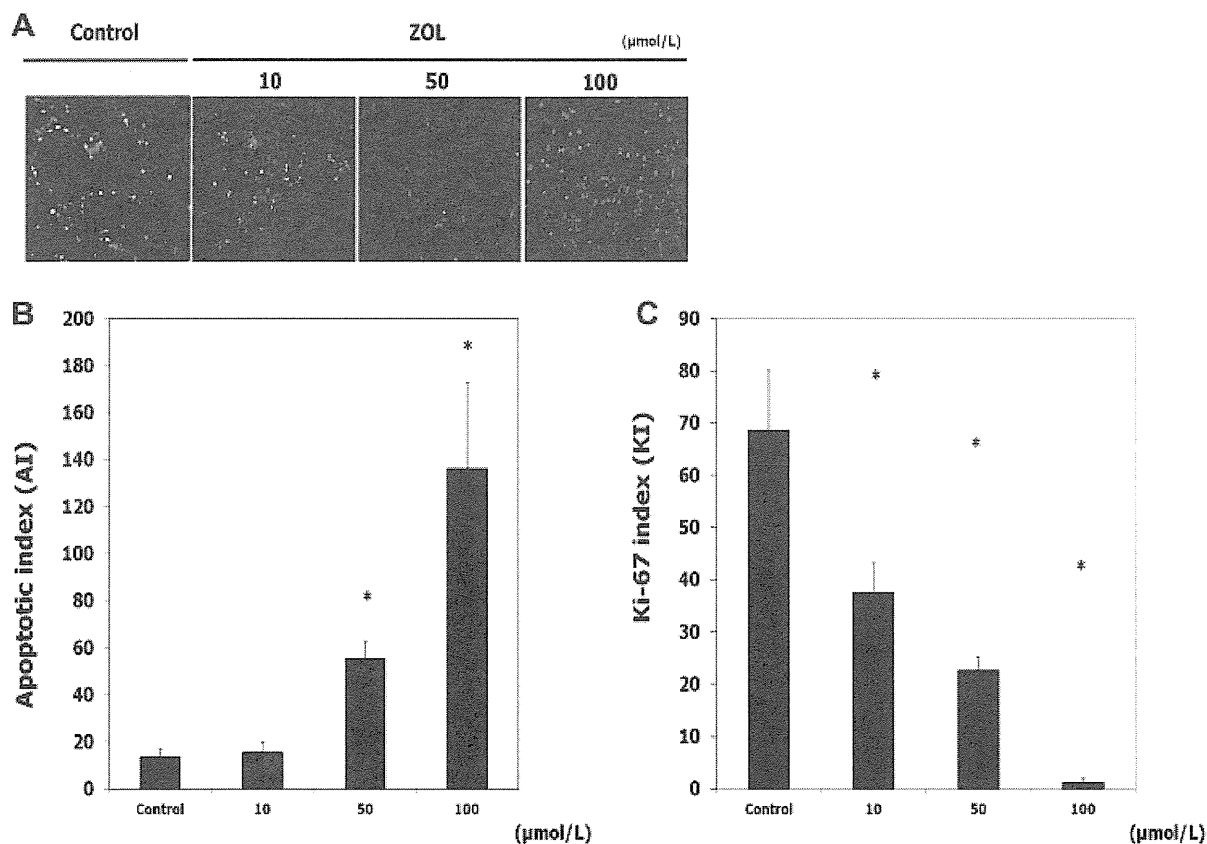 A
Control
ZOL
(μmol/L)
10
50
100
B
200
180
160
140
120
100
80
60
40
20
0
Apoptotic index (AI)
*
*
Control
10
50
100
(μmol/L)
C
90
80
70
60
50
40
30
20
10
0
Ki-67 index (KI)
*
*
*
Control
10
50
100
(μmol/L)